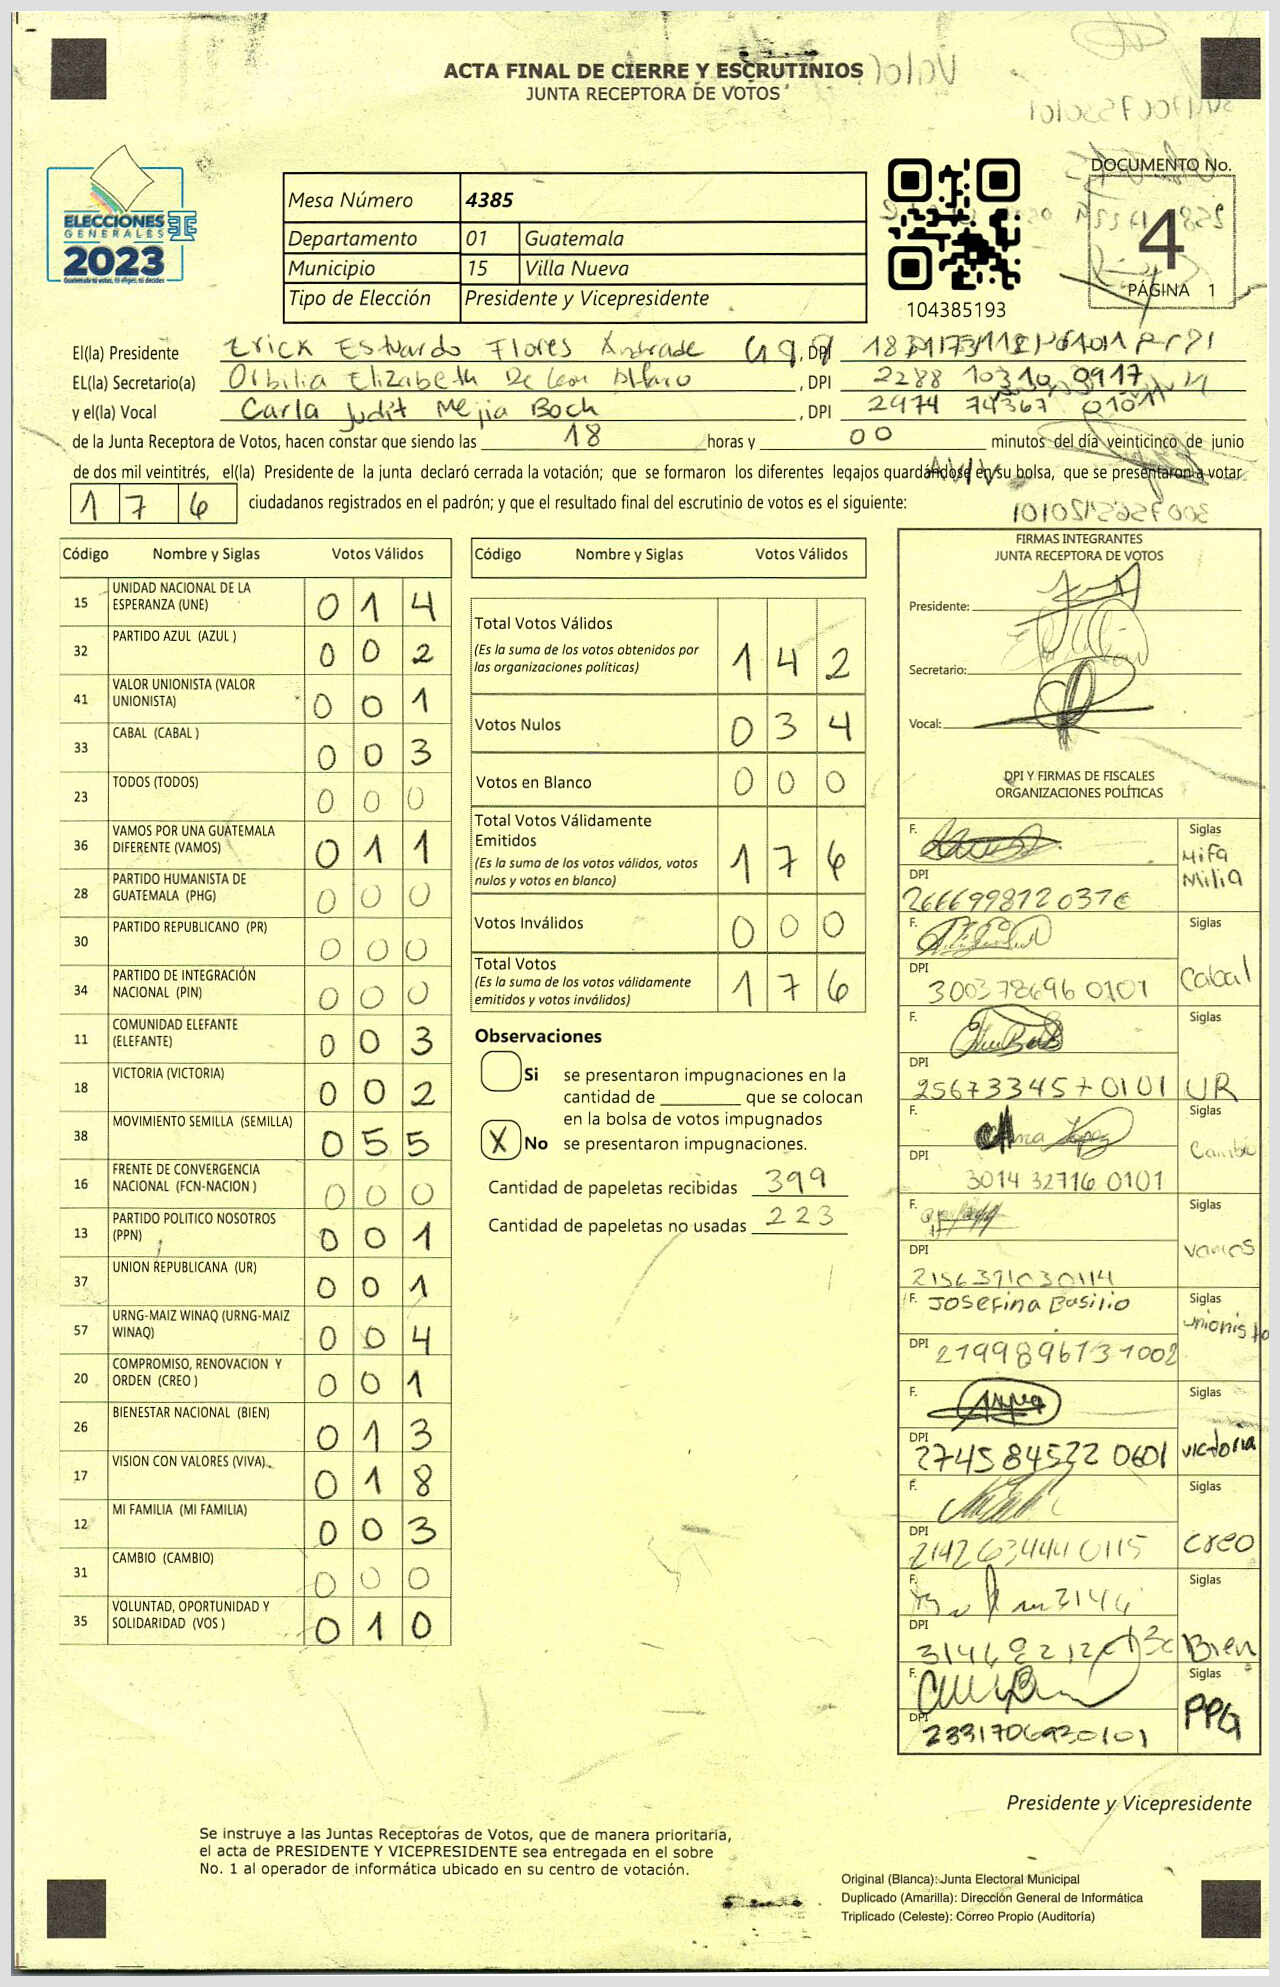 ACTA FINAL DE CIERRE Y ESCRUTINIOS
JUNTA RECEPTORA DE VOTOS
ELECCIONES
GENERALES
2023
Guatemala tú votas, tú eliges, tú decides
Mesa Número 4385
Departamento 01 Guatemala
Municipio 15 Villa Nueva
Tipo de Elección Presidente y Vicepresidente
104385193
DOCUMENTO No.
4
PÁGINA 1
El(la) Presidente Erick Estuardo Flores Andrade , DPI
EL(la) Secretario(a) Orbilia Elizabeth De Leon Alfaro , DPI 2288 10310 0917
y el(la) Vocal Carla Judit Mejia Boch , DPI 2974 74367 0101
de la Junta Receptora de Votos, hacen constar que siendo las 18 horas y 00 minutos del día veinticinco de junio
de dos mil veintitrés, el(la) Presidente de la junta declaró cerrada la votación; que se formaron los diferentes legajos quardándose en su bolsa, que se presentaron a votar
176 ciudadanos registrados en el padrón; y que el resultado final del escrutinio de votos es el siguiente:
Código Nombre y Siglas Votos Válidos
15 UNIDAD NACIONAL DE LA ESPERANZA (UNE) 0 1 4
32 PARTIDO AZUL (AZUL ) 0 0 2
41 VALOR UNIONISTA (VALOR UNIONISTA) 0 0 1
33 CABAL (CABAL ) 0 0 3
23 TODOS (TODOS) 0 0 0
36 VAMOS POR UNA GUATEMALA DIFERENTE (VAMOS) 0 1 1
28 PARTIDO HUMANISTA DE GUATEMALA (PHG) 0 0 0
30 PARTIDO REPUBLICANO (PR) 0 0 0
34 PARTIDO DE INTEGRACIÓN NACIONAL (PIN) 0 0 0
11 COMUNIDAD ELEFANTE (ELEFANTE) 0 0 3
18 VICTORIA (VICTORIA) 0 0 2
38 MOVIMIENTO SEMILLA (SEMILLA) 0 5 5
16 FRENTE DE CONVERGENCIA NACIONAL (FCN-NACION ) 0 0 0
13 PARTIDO POLITICO NOSOTROS (PPN) 0 0 1
37 UNION REPUBLICANA (UR) 0 0 1
57 URNG-MAIZ WINAQ (URNG-MAIZ WINAQ) 0 0 4
20 COMPROMISO, RENOVACION Y ORDEN (CREO ) 0 0 1
26 BIENESTAR NACIONAL (BIEN) 0 1 3
17 VISION CON VALORES (VIVA) 0 1 8
12 MI FAMILIA (MI FAMILIA) 0 0 3
31 CAMBIO (CAMBIO) 0 0 0
35 VOLUNTAD, OPORTUNIDAD Y SOLIDARIDAD (VOS ) 0 1 0
Código Nombre y Siglas Votos Válidos
Total Votos Válidos 1 4 2
(Es la suma de los votos obtenidos por
las organizaciones políticas)
Votos Nulos 0 3 4
Votos en Blanco 0 0 0
Total Votos Válidamente
Emitidos 1 7 6
(Es la suma de los votos válidos, votos
nulos y votos en blanco)
Votos Inválidos 0 0 0
Total Votos 1 7 6
(Es la suma de los votos válidamente
emitidos y votos inválidos)
Observaciones
Si se presentaron impugnaciones en la
cantidad de ________ que se colocan
en la bolsa de votos impugnados
X No se presentaron impugnaciones.
Cantidad de papeletas recibidas 399
Cantidad de papeletas no usadas 223
FIRMAS INTEGRANTES
JUNTA RECEPTORA DE VOTOS
Presidente:
Secretario:
Vocal:
DPI Y FIRMAS DE FISCALES
ORGANIZACIONES POLÍTICAS
F. Siglas
Mifa
Milia
DPI
F. Siglas
DPI Cabal
300378696 0101
F. Siglas
DPI
256733457 0101 UR
F. Siglas
Cambio
DPI
3014 32716 0101
F. Siglas
DPI vamos
2156371030114
F. Josefina Basilio Siglas
unionista
DPI 2199896131002
F. Siglas
DPI
274584522 0601 victoria
F. Siglas
DPI
214263444 0115 creo
F. Siglas
DPI
Bien
F. Siglas
PPG
DPI
2331706930101
Presidente y Vicepresidente
Se instruye a las Juntas Receptoras de Votos, que de manera prioritaria,
el acta de PRESIDENTE Y VICEPRESIDENTE sea entregada en el sobre
No. 1 al operador de informática ubicado en su centro de votación.
Original (Blanca): Junta Electoral Municipal
Duplicado (Amarilla): Dirección General de Informática
Triplicado (Celeste): Correo Propio (Auditoría)